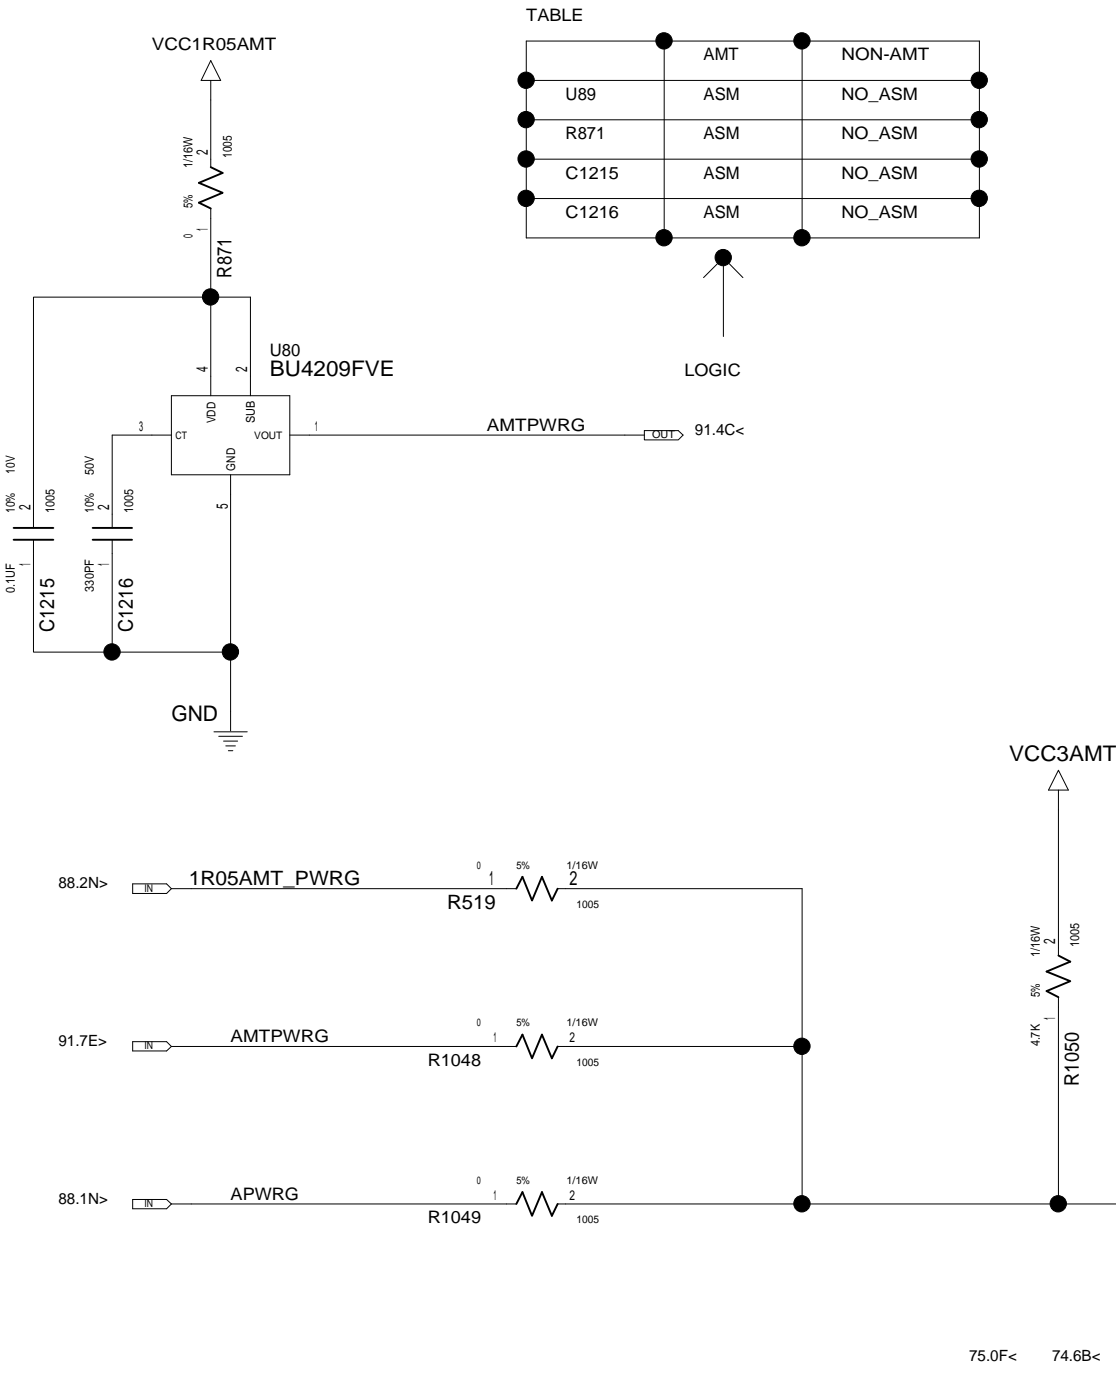 TABLE
AMT NON-AMT
U89 ASM NO_ASM
R871 ASM NO_ASM
C1215 ASM NO_ASM
C1216 ASM NO_ASM
LOGIC
VCC1R05AMT
1/16W 2 1005
5%
0 1
R871
U80
BU4209FVE
4 2
VDD SUB
3 CT VOUT 1
GND
5
AMTPWRG OUT 91.4C<
10% 10V
2 1005
0.1UF 1
C1215
10% 50V
2 1005
330PF 1
C1216
GND
VCC3AMT
1/16W 2 1005
5%
4.7K 1
R1050
88.2N> IN 1R05AMT_PWRG 0 5% 1/16W
1 2
R519 1005
91.7E> IN AMTPWRG 0 5% 1/16W
1 2
R1048 1005
88.1N> IN APWRG 0 5% 1/16W
1 2
R1049 1005
75.0F< 74.6B<